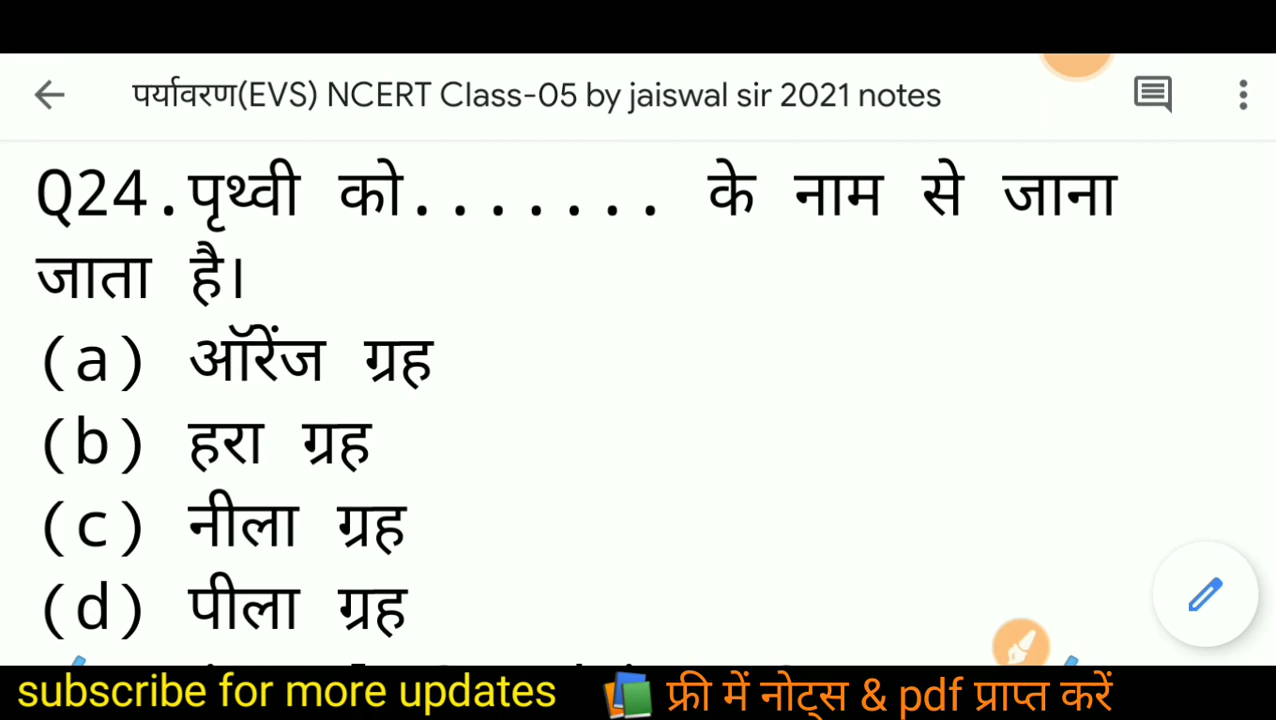 पर्यावरण(EVS) NCERT Class-05 by jaiswal sir 2021 notes
Q24.पृथ्वी को....... के नाम से जाना
जाता है।
(a) ऑरेंज ग्रह
(b) हरा ग्रह
(c) नीला ग्रह
(d) पीला ग्रह
subscribe for more updates फ्री में नोट्स & pdf प्राप्त करें